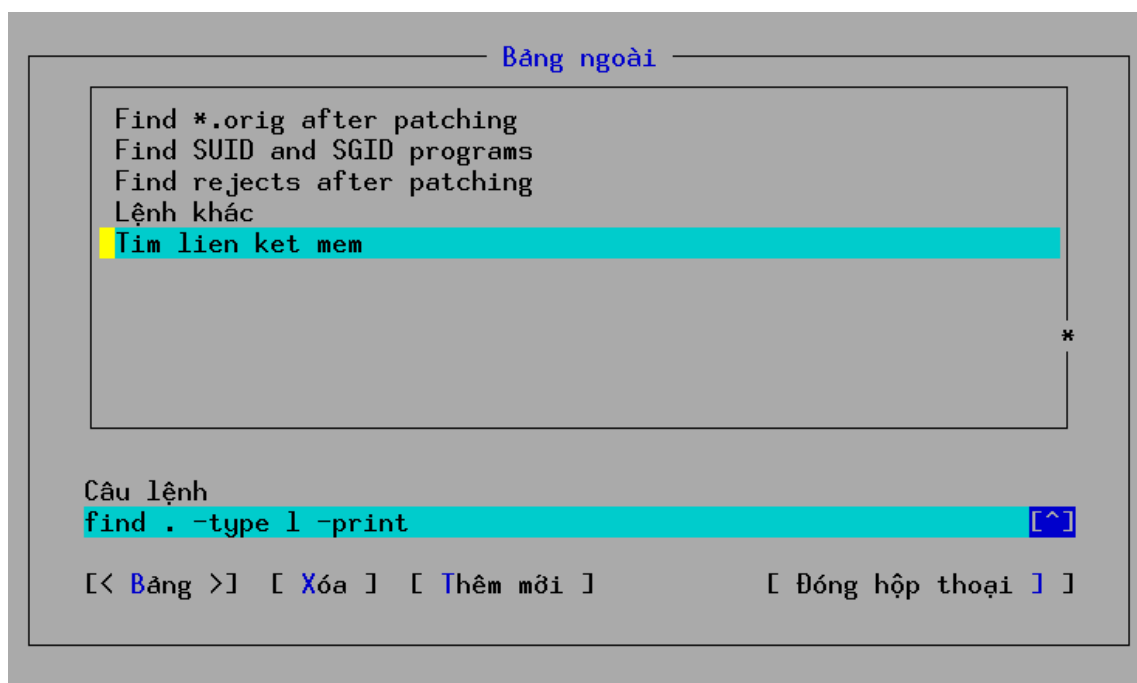 Bảng ngoài
Find *.orig after patching
Find SUID and SGID programs
Find rejects after patching
Lệnh khác
Tim lien ket mem
*
Câu lệnh
find . -type l -print [^]
[< Bảng >] [ Xóa ] [ Thêm mới ] [ Đóng hộp thoại ] ]